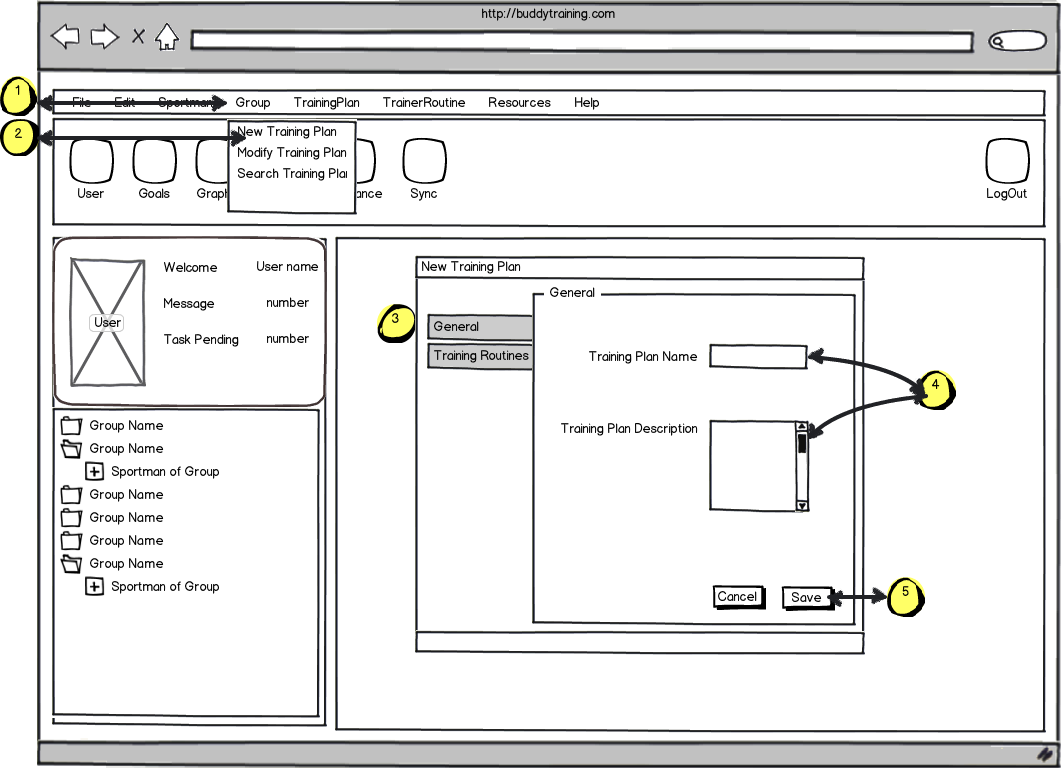 http://buddytraining.com
1
File Edit Sportman Group TrainingPlan TrainerRoutine Resources Help
2
New Training Plan
Modify Training Plan
Search Training Pla
User Goals Graph ance Sync LogOut
Welcome User name
Message number
User
Task Pending number
New Training Plan
General
3
General
Training Routines
Training Plan Name
4
Training Plan Description
Group Name
Group Name
Sportman of Group
Group Name
Group Name
Group Name
Group Name
Sportman of Group
Cancel Save
5